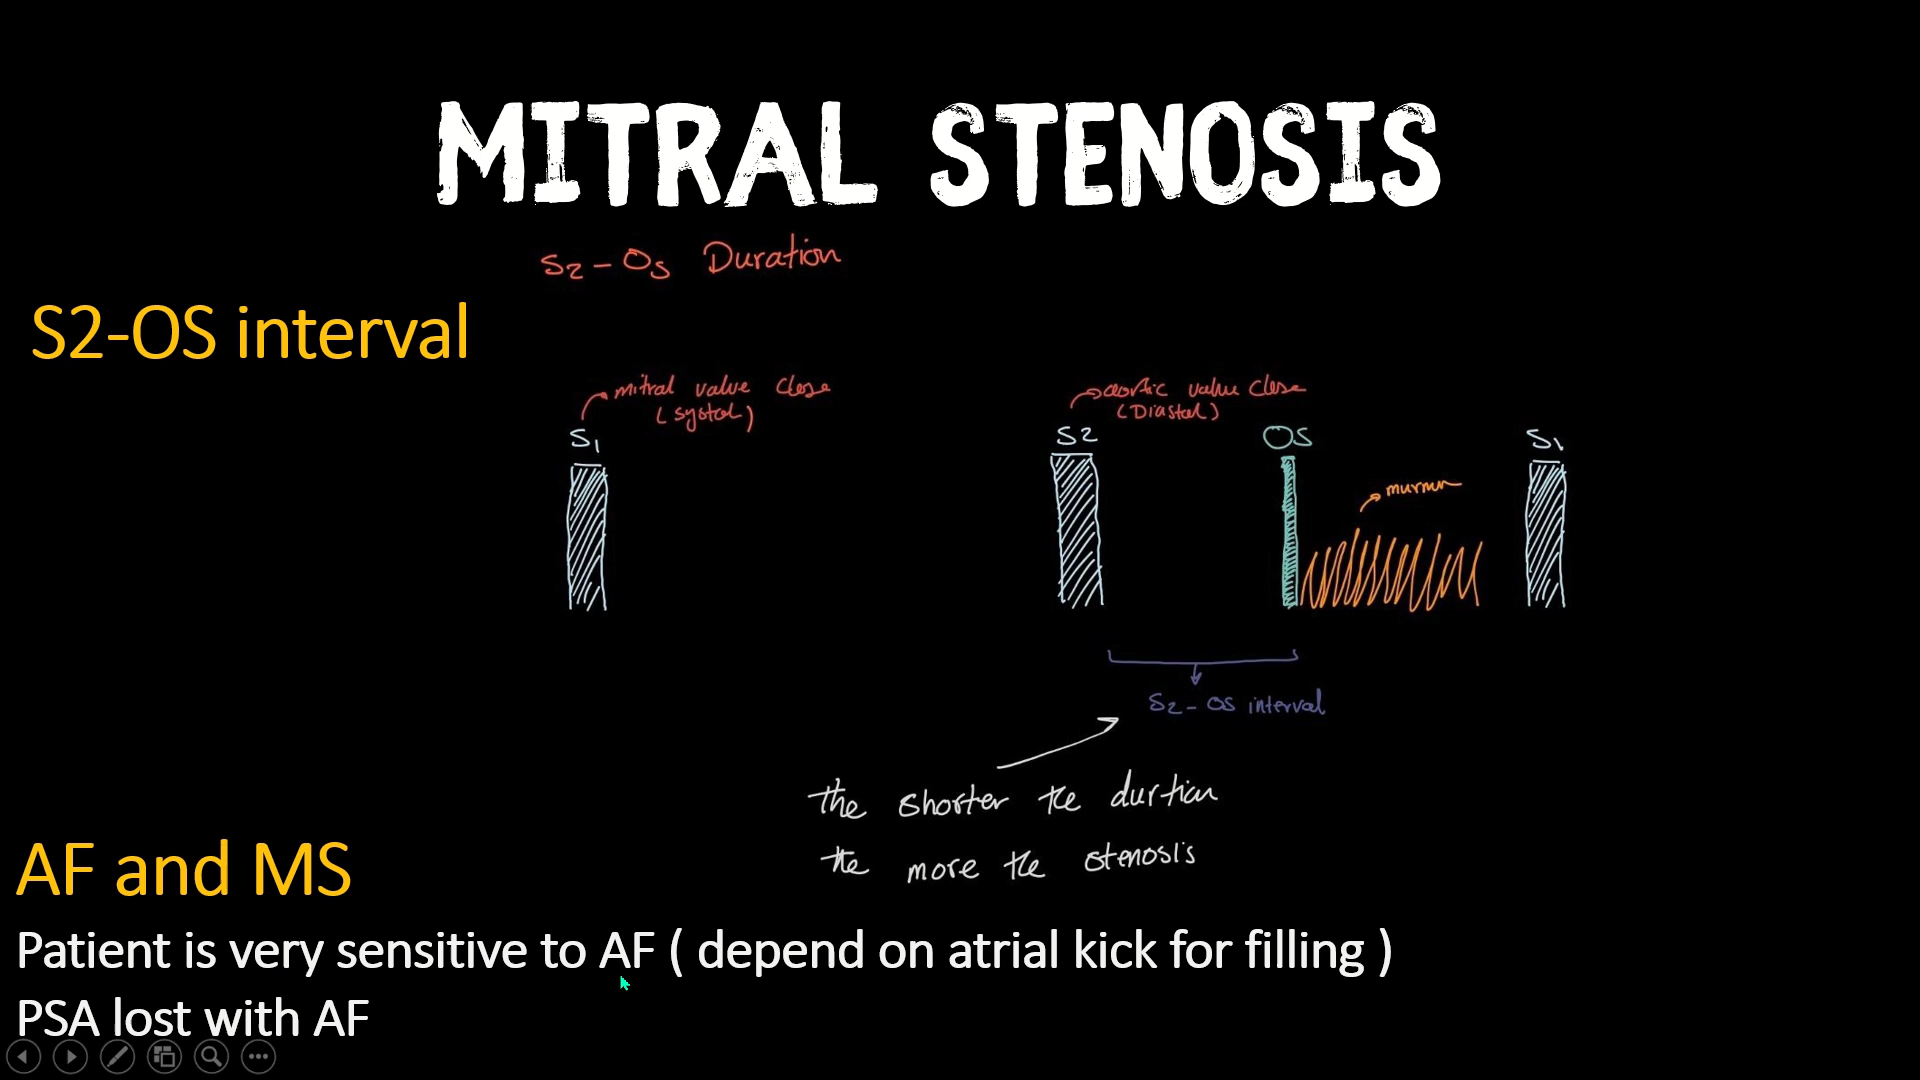 MITRAL STENOSIS
S2 - OS Duration
S2-OS interval
mitral valve close
(systol)
aortic valve close
(Diastol)
S1
S2
OS
S1
murmur
S2 - OS interval
the shorter the durtion
the more the stenosis
AF and MS
Patient is very sensitive to AF ( depend on atrial kick for filling )
PSA lost with AF